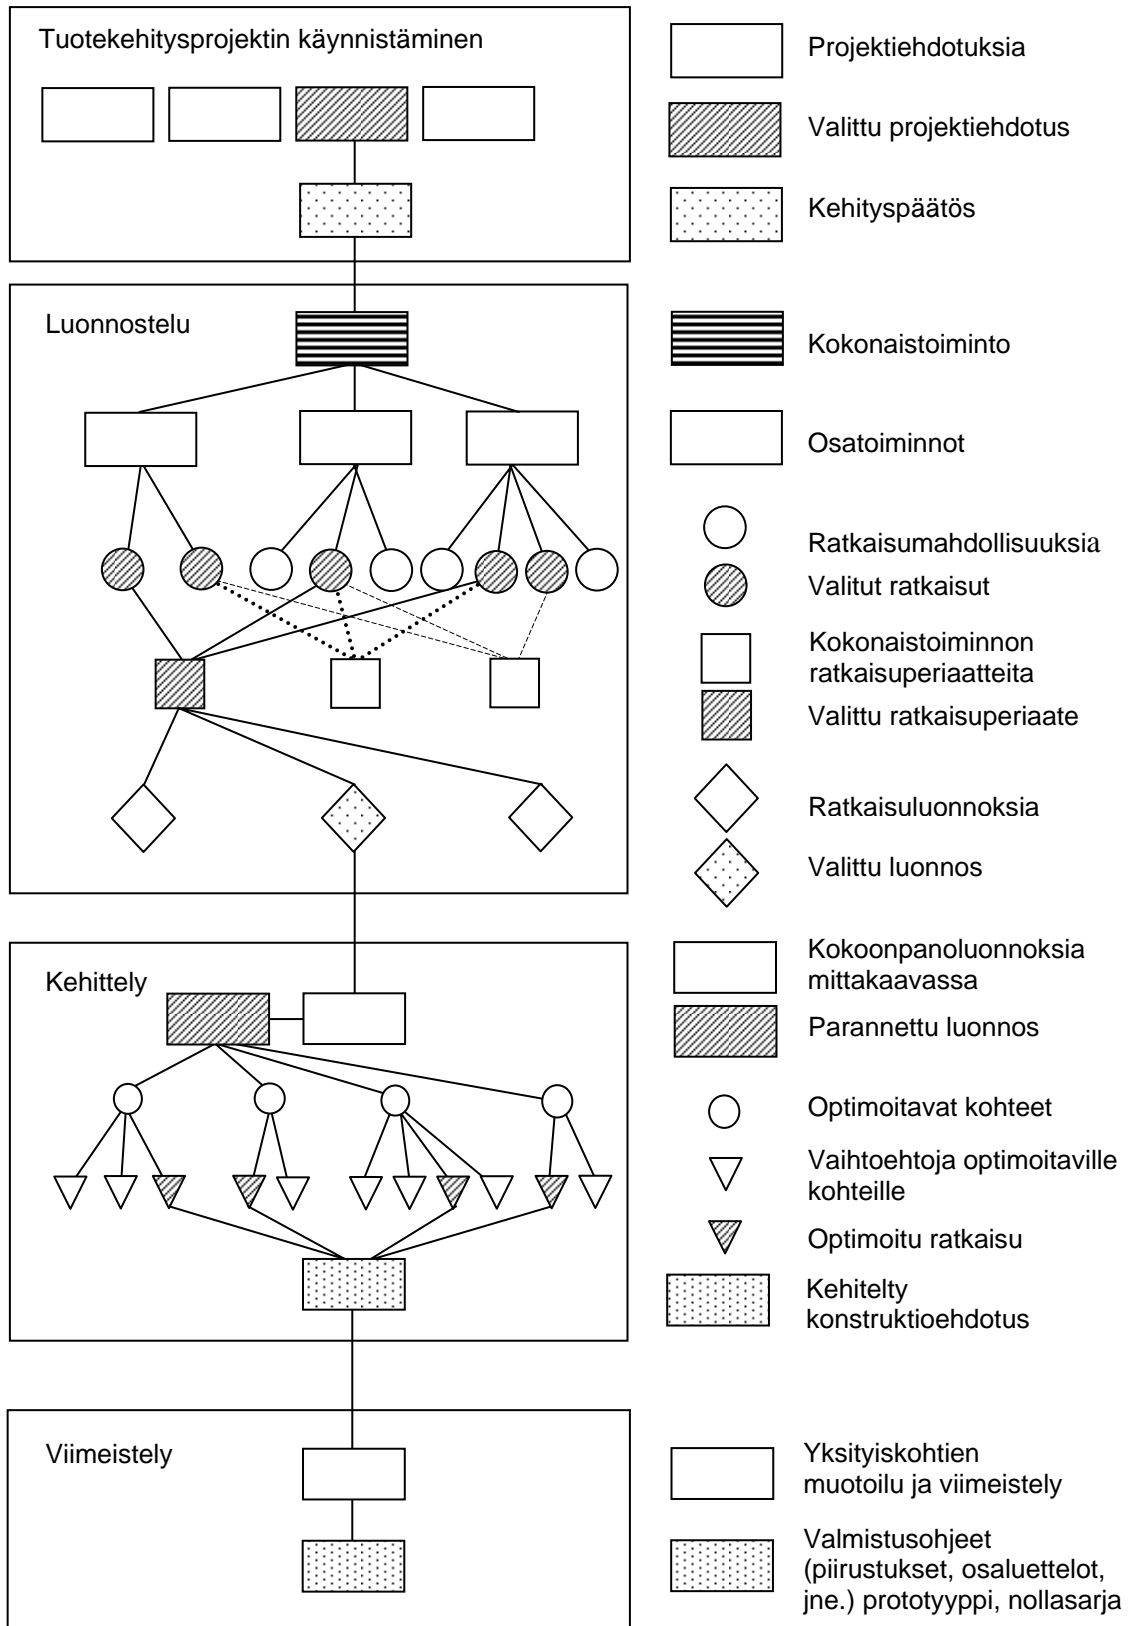 Tuotekehitysprojektin käynnistäminen
Projektiehdotuksia
Valittu projektiehdotus
Kehityspäätös
Luonnostelu
Kokonaistoiminto
Osatoiminnot
Ratkaisumahdollisuuksia
Valitut ratkaisut
Kokonaistoiminnon
ratkaisuperiaatteita
Valittu ratkaisuperiaate
Ratkaisuluonnoksia
Valittu luonnos
Kehittely
Kokoonpanoluonnoksia
mittakaavassa
Parannettu luonnos
Optimoitavat kohteet
Vaihtoehtoja optimoitaville
kohteille
Optimoitu ratkaisu
Kehitelty
konstruktioehdotus
Viimeistely
Yksityiskohtien
muotoilu ja viimeistely
Valmistusohjeet
(piirustukset, osaluettelot,
jne.) prototyyppi, nollasarja